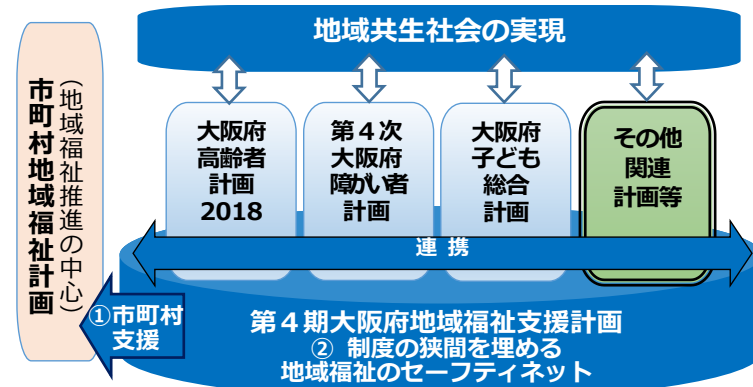 地域共生社会の実現
市町村地域福祉計画
（地域福祉推進の中心）
大阪府
高齢者
計画
2018
第４次
大阪府
障がい者
計画
大阪府
子ども
総合
計画
その他
関連
計画等
連 携
①市町村
支援
第４期大阪府地域福祉支援計画
② 制度の狭間を埋める
地域福祉のセーフティネット